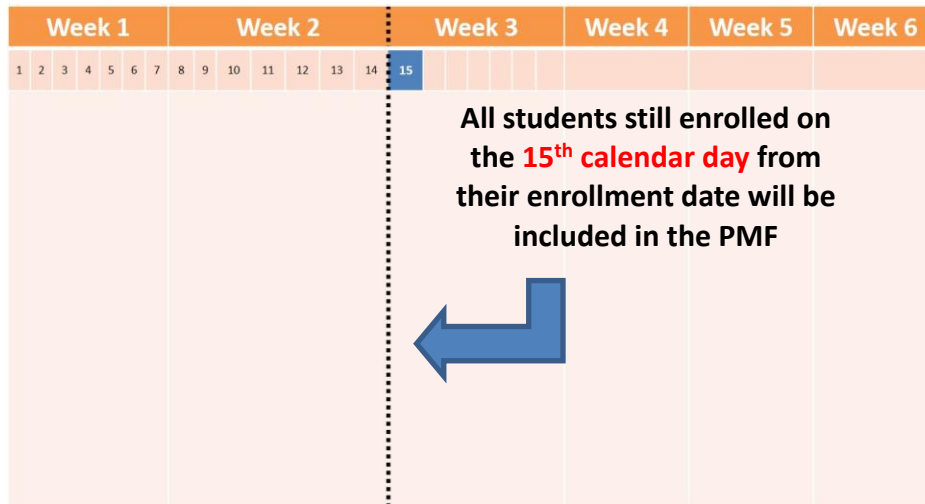 Week 1 Week 2 Week 3 Week 4 Week 5 Week 6
1 2 3 4 5 6 7 8 9 10 11 12 13 14 15
All students still enrolled on
the 15th calendar day from
their enrollment date will be
included in the PMF